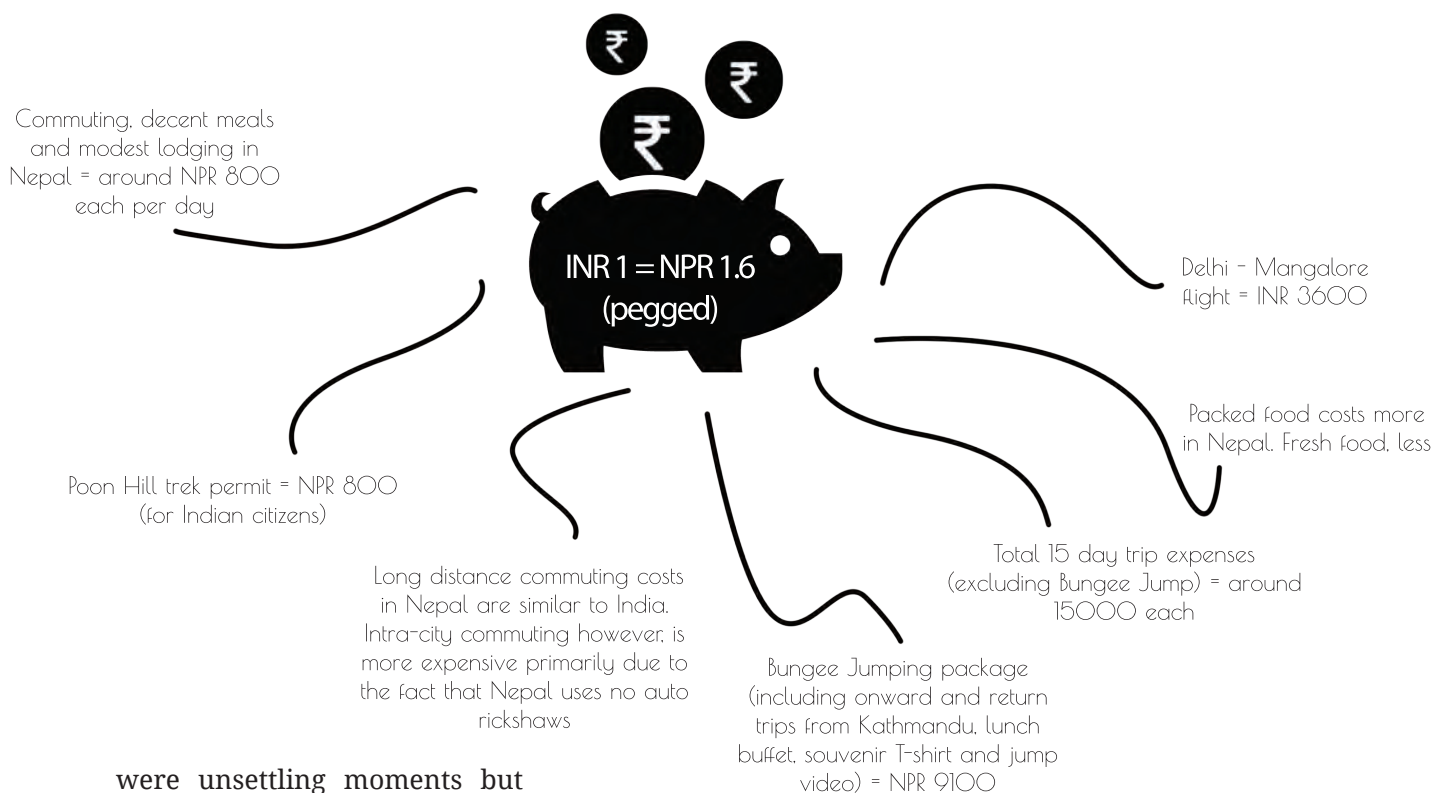 ₹
₹
₹
Commuting, decent meals
and modest lodging in
Nepal = around NPR 800
each per day
INR 1 = NPR 1.6
(pegged)
Delhi - Mangalore
flight = INR 3600
Packed food costs more
in Nepal. Fresh food, less
Poon Hill trek permit = NPR 800
(for Indian citizens)
Total 15 day trip expenses
(excluding Bungee Jump) = around
15000 each
Long distance commuting costs
in Nepal are similar to India.
Intra-city commuting however, is
more expensive primarily due to
the fact that Nepal uses no auto
rickshaws
Bungee Jumping package
(including onward and return
trips from Kathmandu, lunch
buffet, souvenir T-shirt and jump
video) = NPR 9100
were unsettling moments but